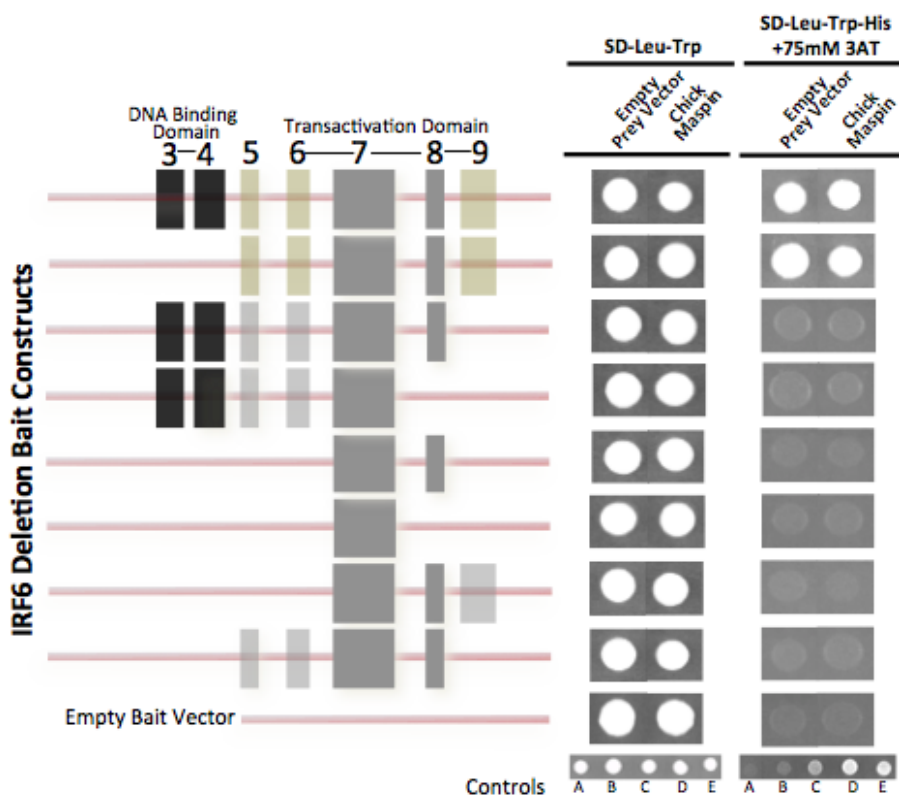 SD-Leu-Trp
SD-Leu-Trp-His
+75mM 3AT
Empty
Prey Vector
Chick
Maspin
Empty
Prey Vector
Chick
Maspin
DNA Binding
Domain
Transactivation Domain
3 4 5 6 7 8 9
IRF6 Deletion Bait Constructs
Empty Bait Vector
Controls
A B C D E
A B C D E